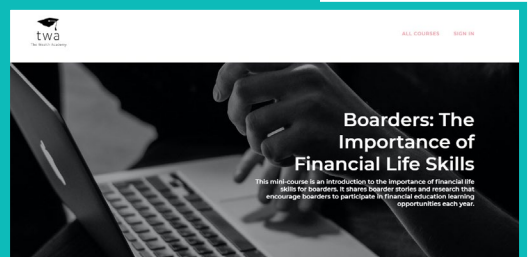 twa
The Wealth Academy
ALL COURSES
SIGN IN
Boarders: The
Importance of
Financial Life Skills
This mini-course is an introduction to the importance of financial life
skills for boarders. It shares boarder stories and research that
encourage boarders to participate in financial education learning
opportunities each year.